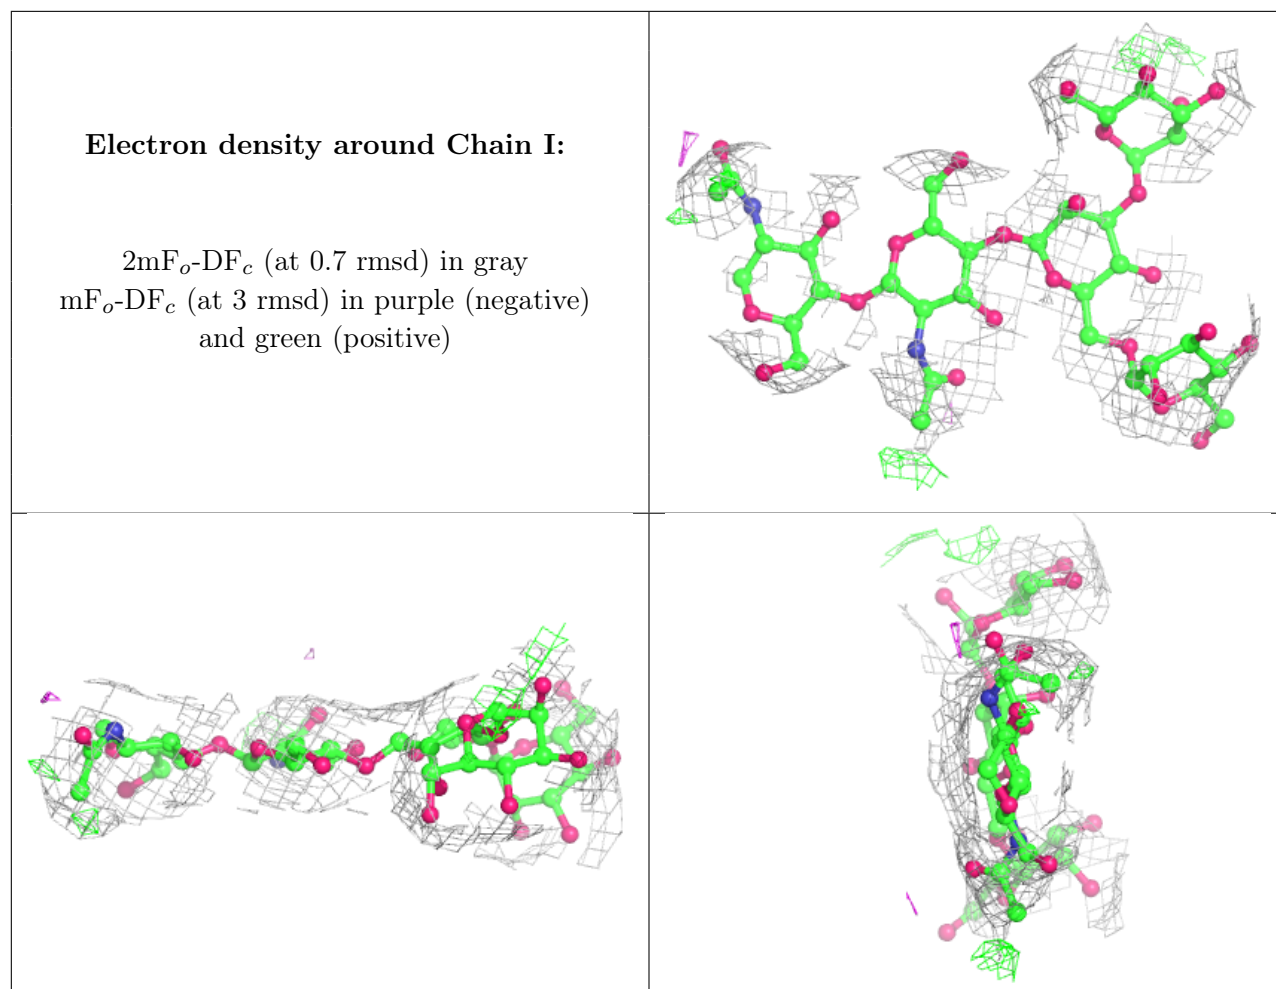 Electron density around Chain I:
2mFₒ-DF𝒸 (at 0.7 rmsd) in gray
mFₒ-DF𝒸 (at 3 rmsd) in purple (negative)
and green (positive)